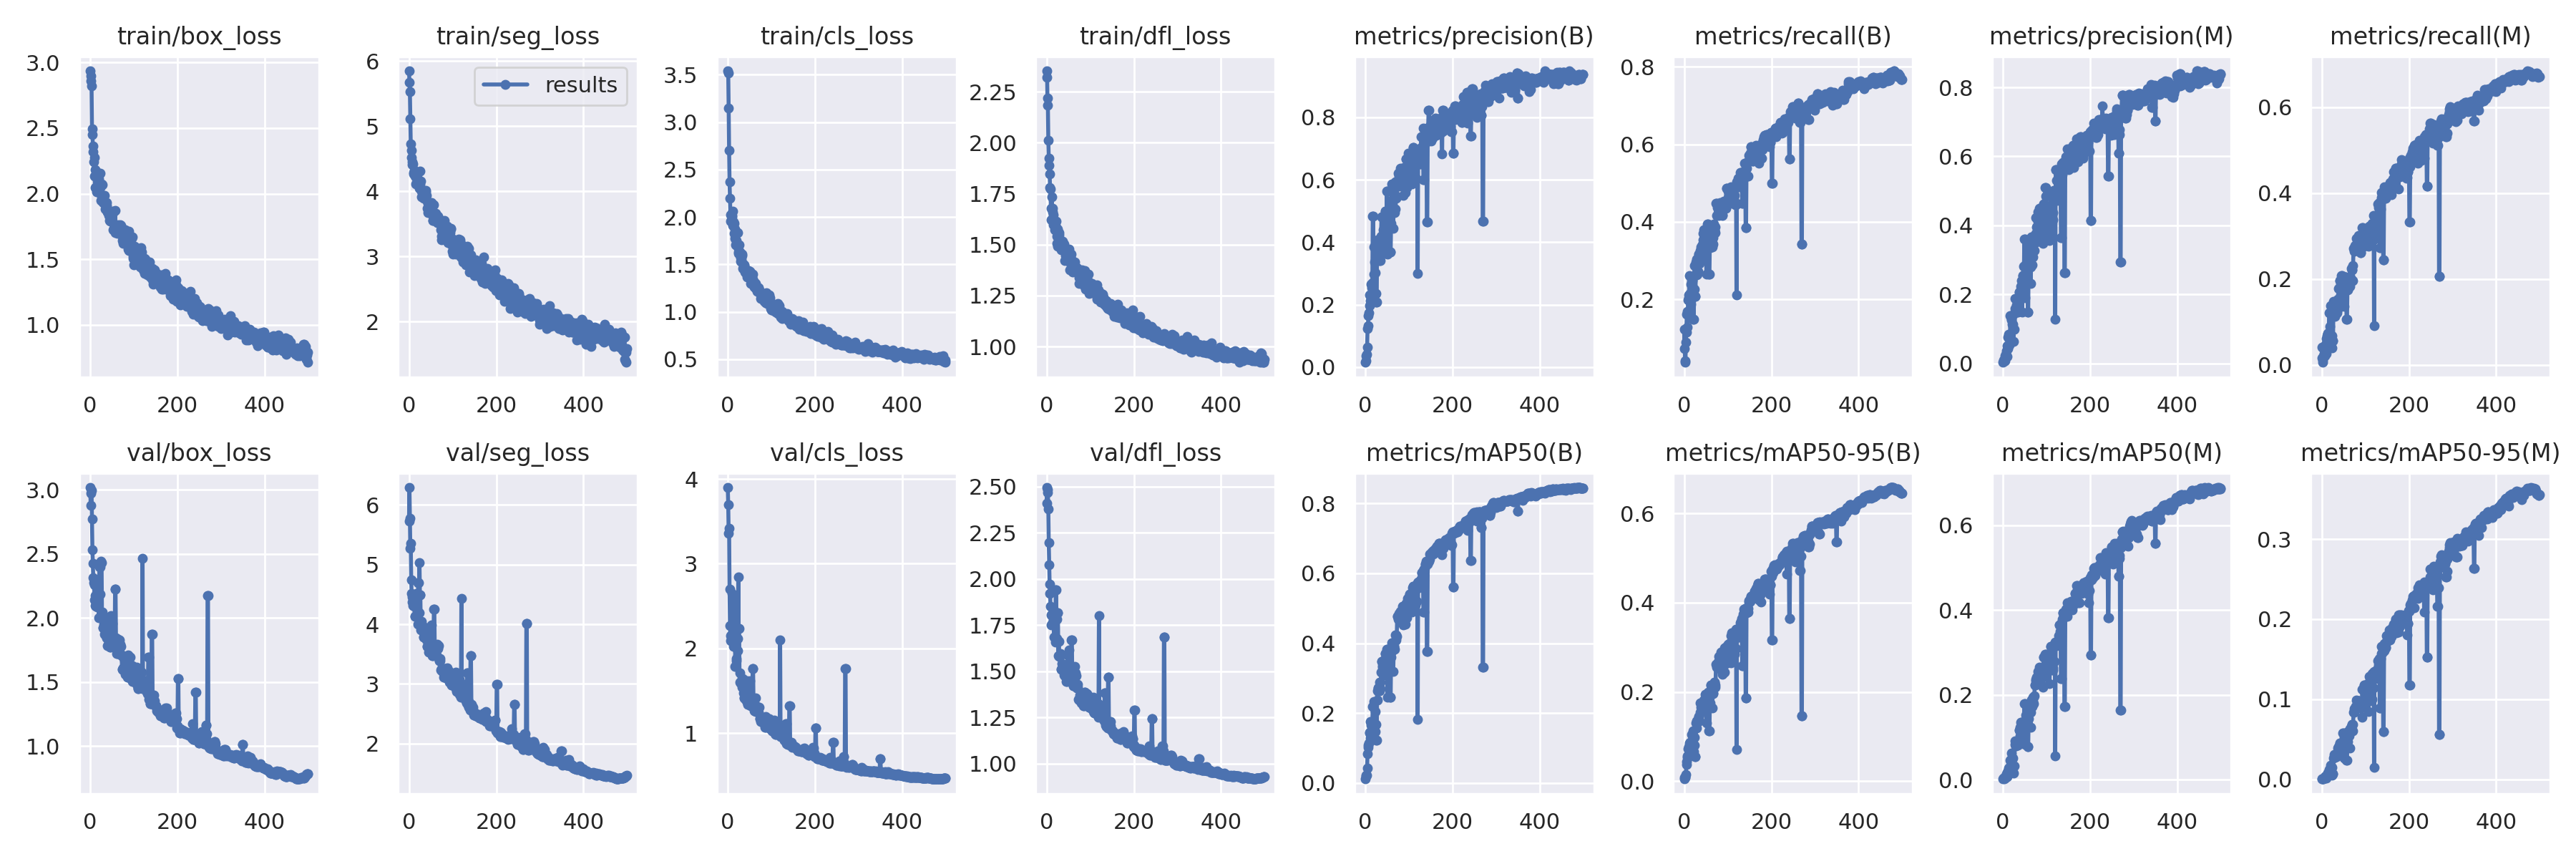 train/box_loss train/seg_loss train/cls_loss train/dfl_loss metrics/precision(B) metrics/recall(B) metrics/precision(M) metrics/recall(M)
3.0 2.5 2.0 1.5 1.0
0 200 400
6 5 4 3 2
results
0 200 400
3.5 3.0 2.5 2.0 1.5 1.0 0.5
0 200 400
2.25 2.00 1.75 1.50 1.25 1.00
0 200 400
0.8 0.6 0.4 0.2 0.0
0 200 400
0.8 0.6 0.4 0.2
0 200 400
0.8 0.6 0.4 0.2 0.0
0 200 400
0.6 0.4 0.2 0.0
0 200 400
val/box_loss val/seg_loss val/cls_loss val/dfl_loss metrics/mAP50(B) metrics/mAP50-95(B) metrics/mAP50(M) metrics/mAP50-95(M)
3.0 2.5 2.0 1.5 1.0
0 200 400
6 5 4 3 2
0 200 400
4 3 2 1
0 200 400
2.50 2.25 2.00 1.75 1.50 1.25 1.00
0 200 400
0.8 0.6 0.4 0.2 0.0
0 200 400
0.6 0.4 0.2 0.0
0 200 400
0.6 0.4 0.2 0.0
0 200 400
0.3 0.2 0.1 0.0
0 200 400